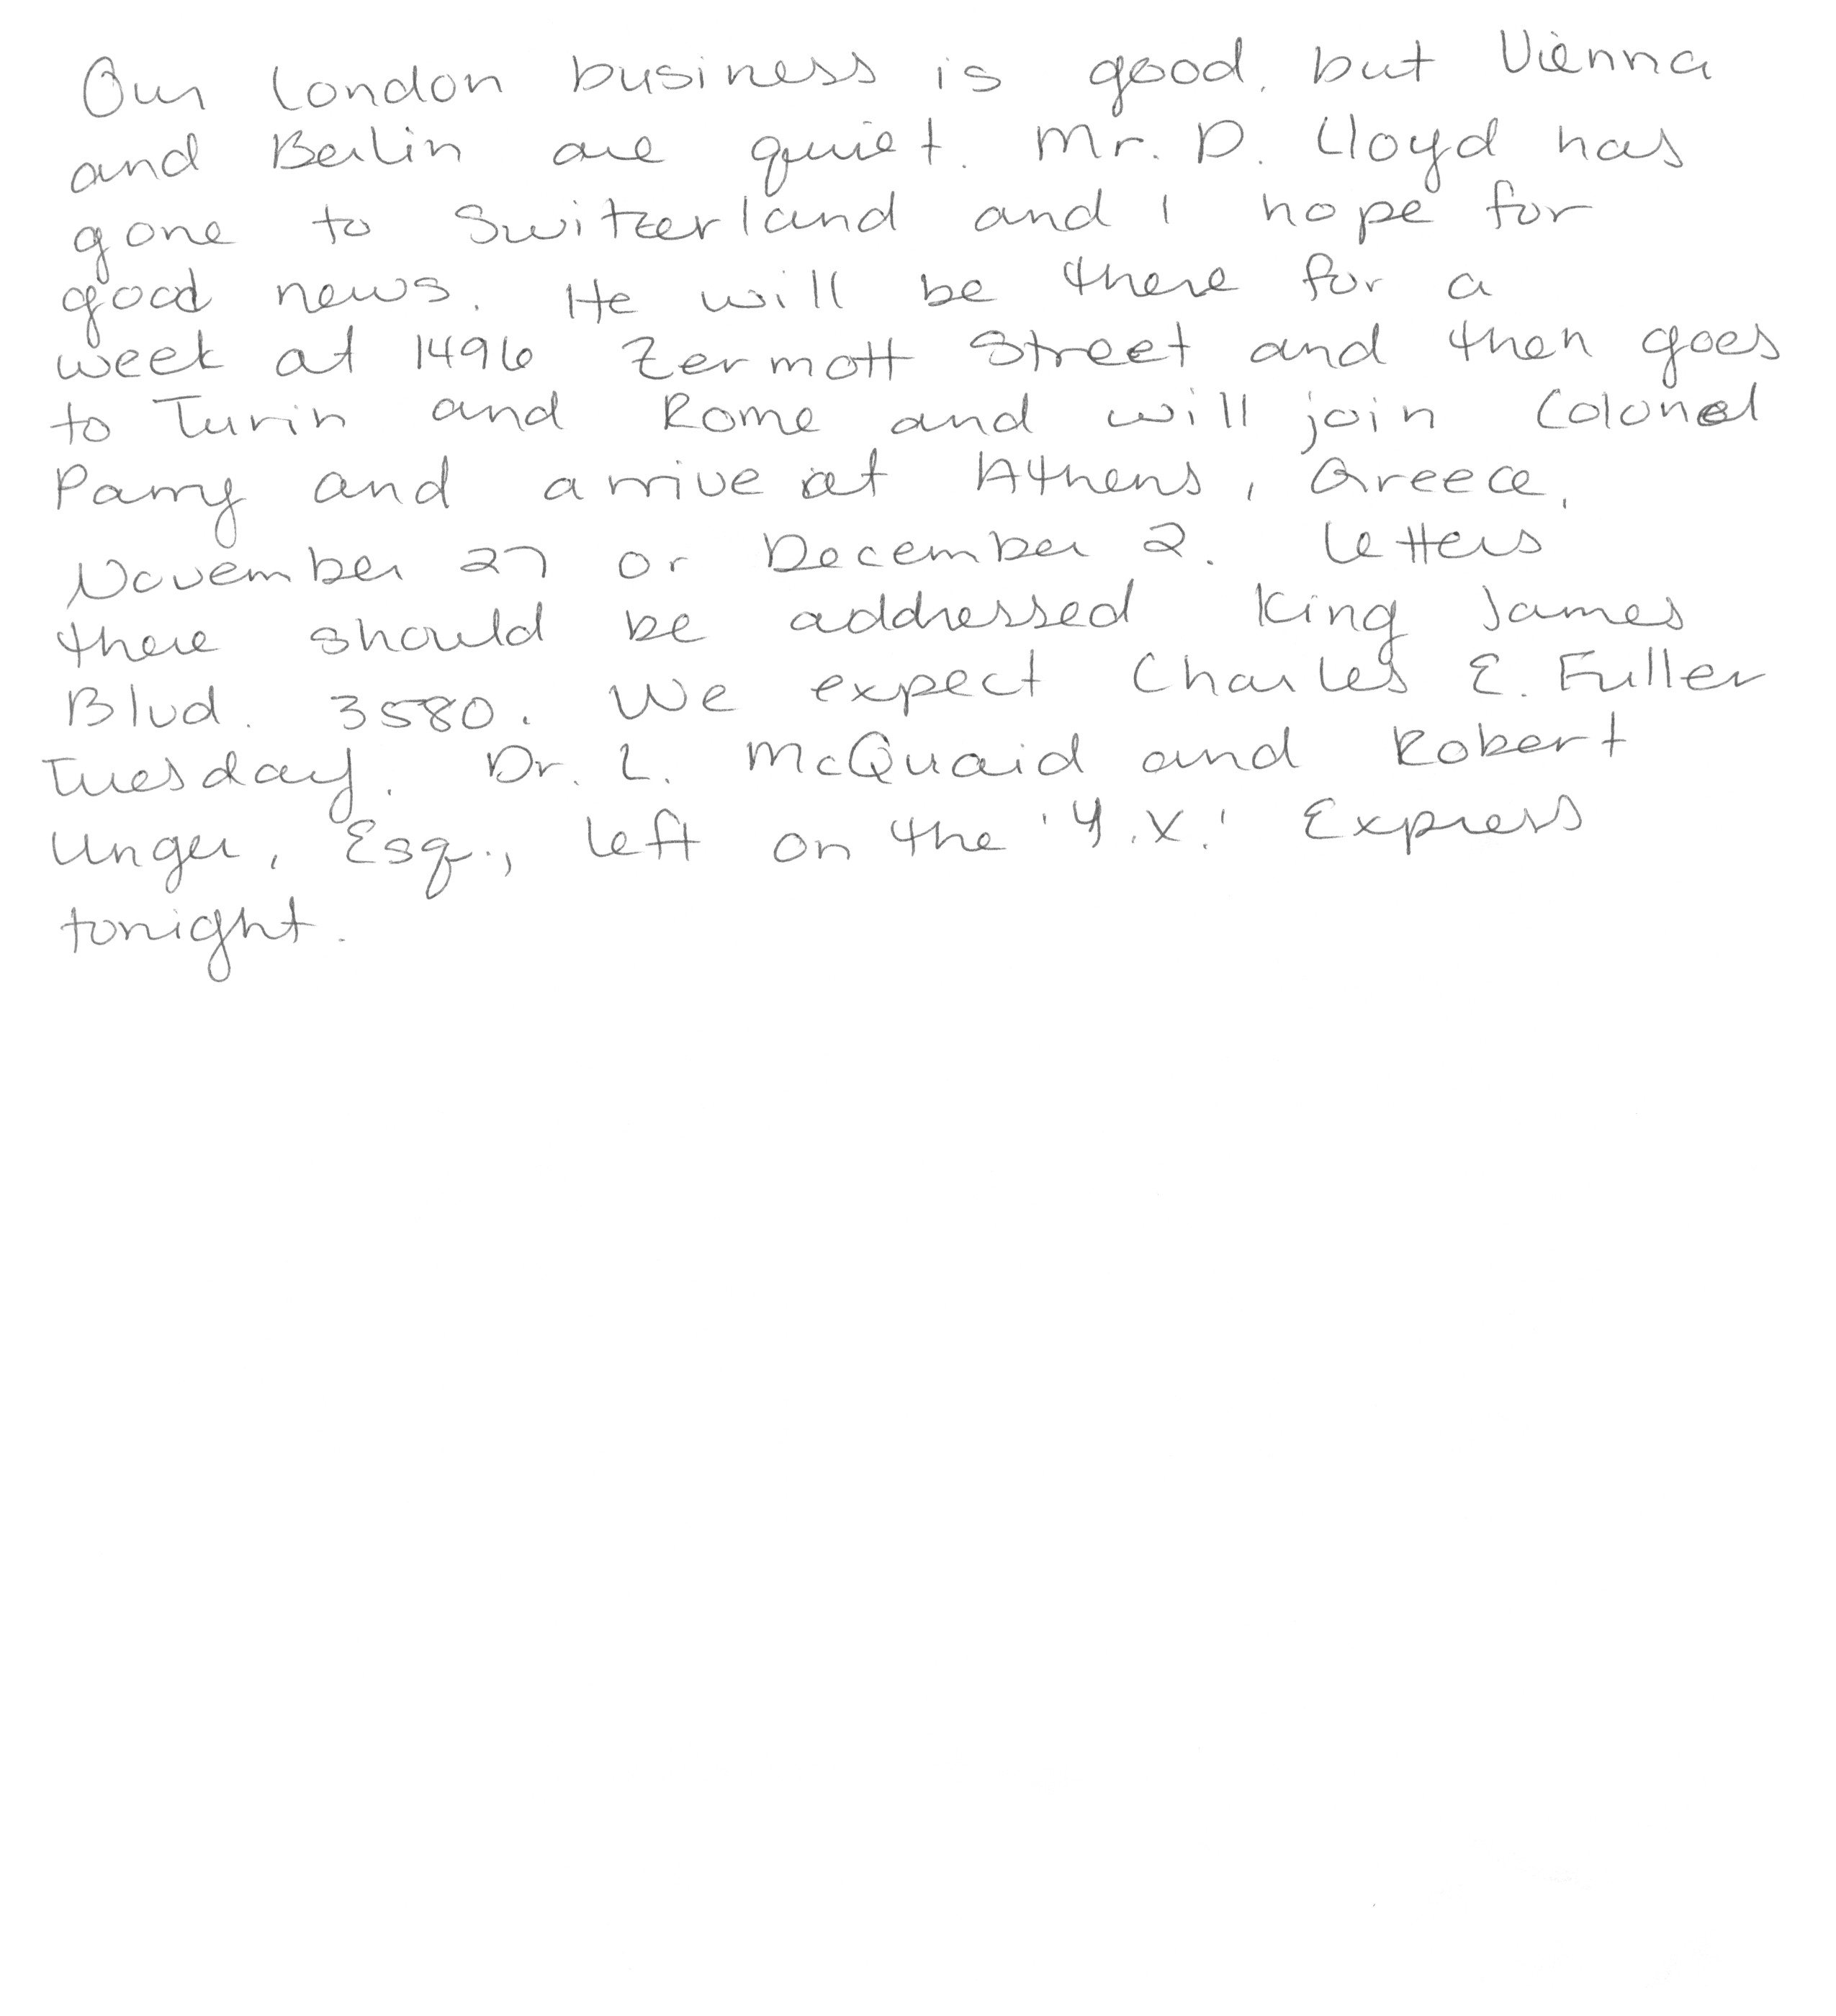 Our London business is good, but Vienna
and Berlin are quiet. Mr. D. Lloyd has
gone to Switzerland and I hope for
good news. He will be there for a
week at 1496 Zermott Street and then goes
to Turin and Rome and will join Colonel
Parry and arrive at Athens, Greece,
November 27 or December 2. Letters
there should be addressed King James
Blvd. 3580. We expect Charles E. Fuller
Tuesday. Dr. L. McQuaid and Robert
Unger, Esq., left on the 'Y.X.' Express
tonight.